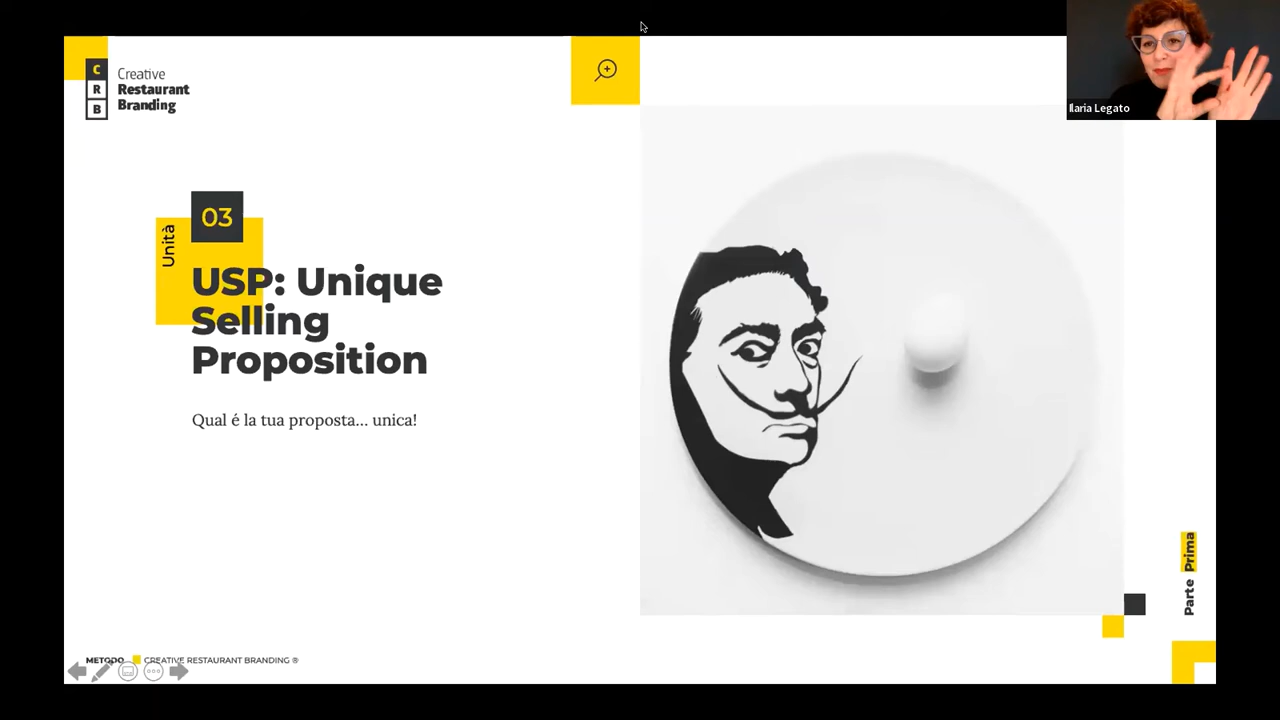 C
R
B
Creative
Restaurant
Branding
Ilaria Legato
Unità
03
USP: Unique
Selling
Proposition
Qual é la tua proposta... unica!
Parte Prima
METODO CREATIVE RESTAURANT BRANDING ®